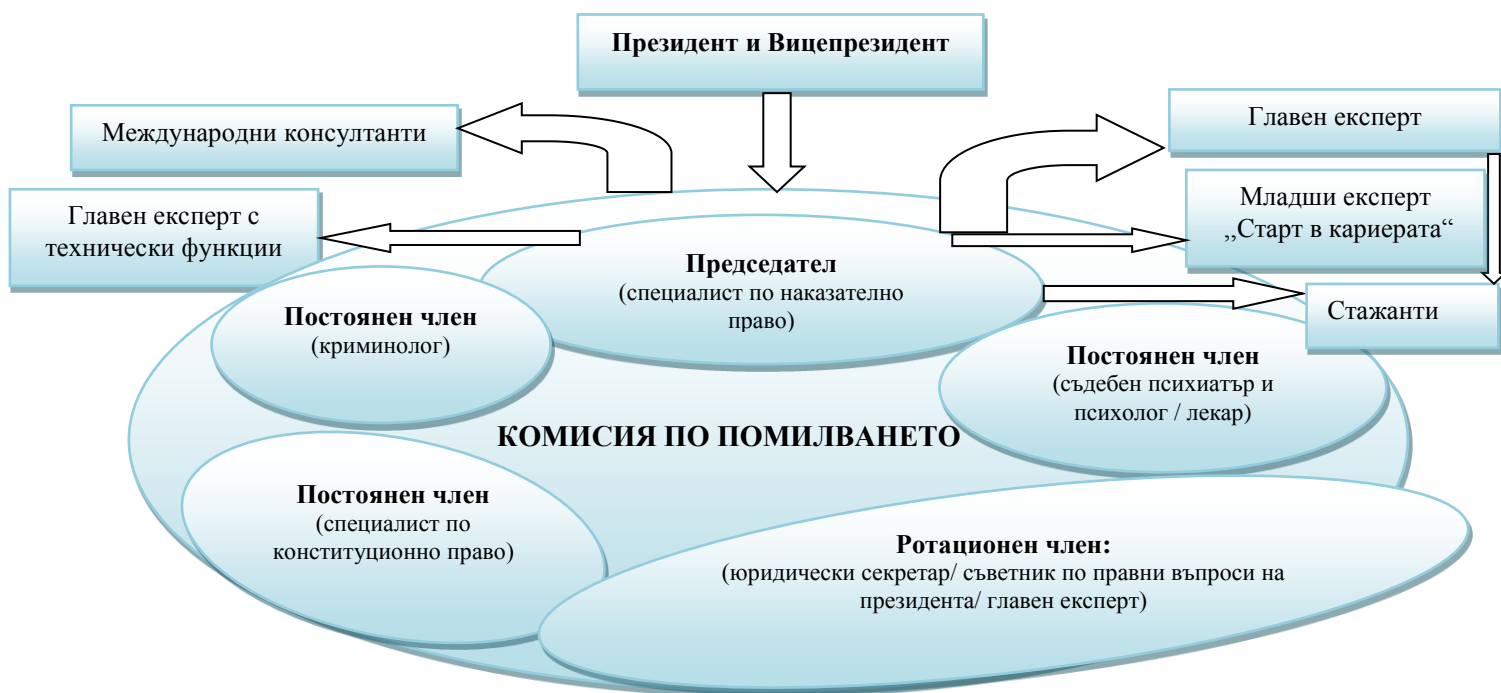 Президент и Вицепрезидент
Международни консултанти
Главен експерт
Главен експерт с
технически функции
Младши експерт
„Старт в кариерата“
Председател
(специалист по наказателно
право)
Стажанти
Постоянен член
(криминолог)
Постоянен член
(съдебен психиатър и
психолог / лекар)
КОМИСИЯ ПО ПОМИЛВАНЕТО
Постоянен член
(специалист по
конституционно право)
Ротационен член:
(юридически секретар/ съветник по правни въпроси на
президента/ главен експерт)